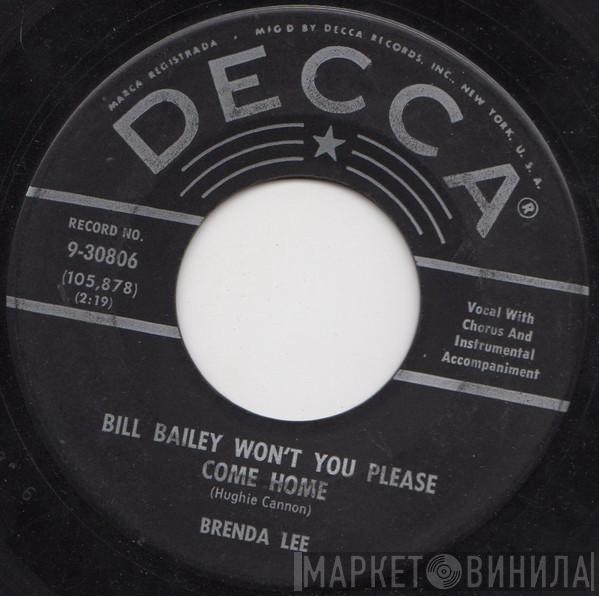 MARCA REGISTRADA • MFG'D BY DECCA RECORDS, INC., NEW YORK, U. S. A.
DECCA®
RECORD NO.
9-30806
(105,878)
(2:19)
Vocal With
Chorus And
Instrumental
Accompaniment
BILL BAILEY WON'T YOU PLEASE
COME HOME
(Hughie Cannon)
BRENDA LEE
МАРКЕТ ВИНИЛА